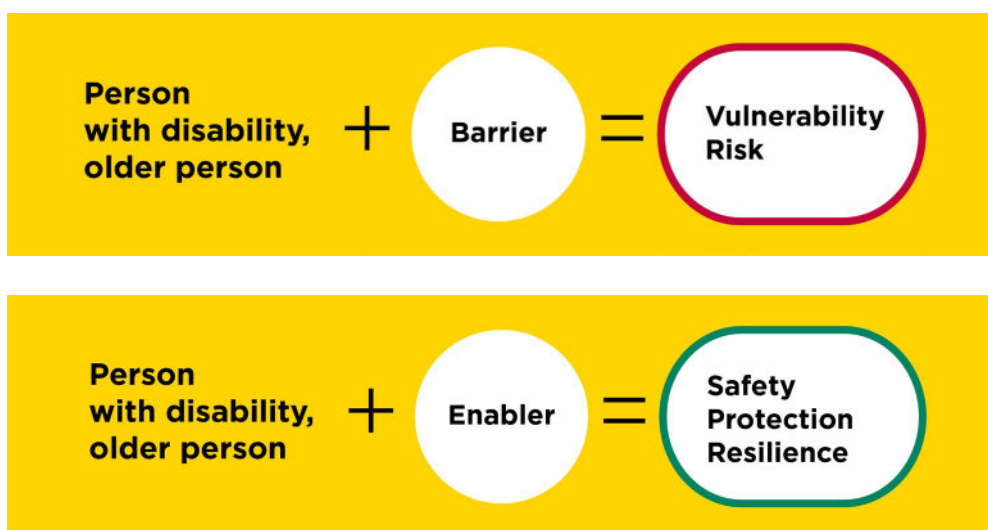 Person
with disability,
older person
+
Barrier
=
Vulnerability
Risk
Person
with disability,
older person
+
Enabler
=
Safety
Protection
Resilience